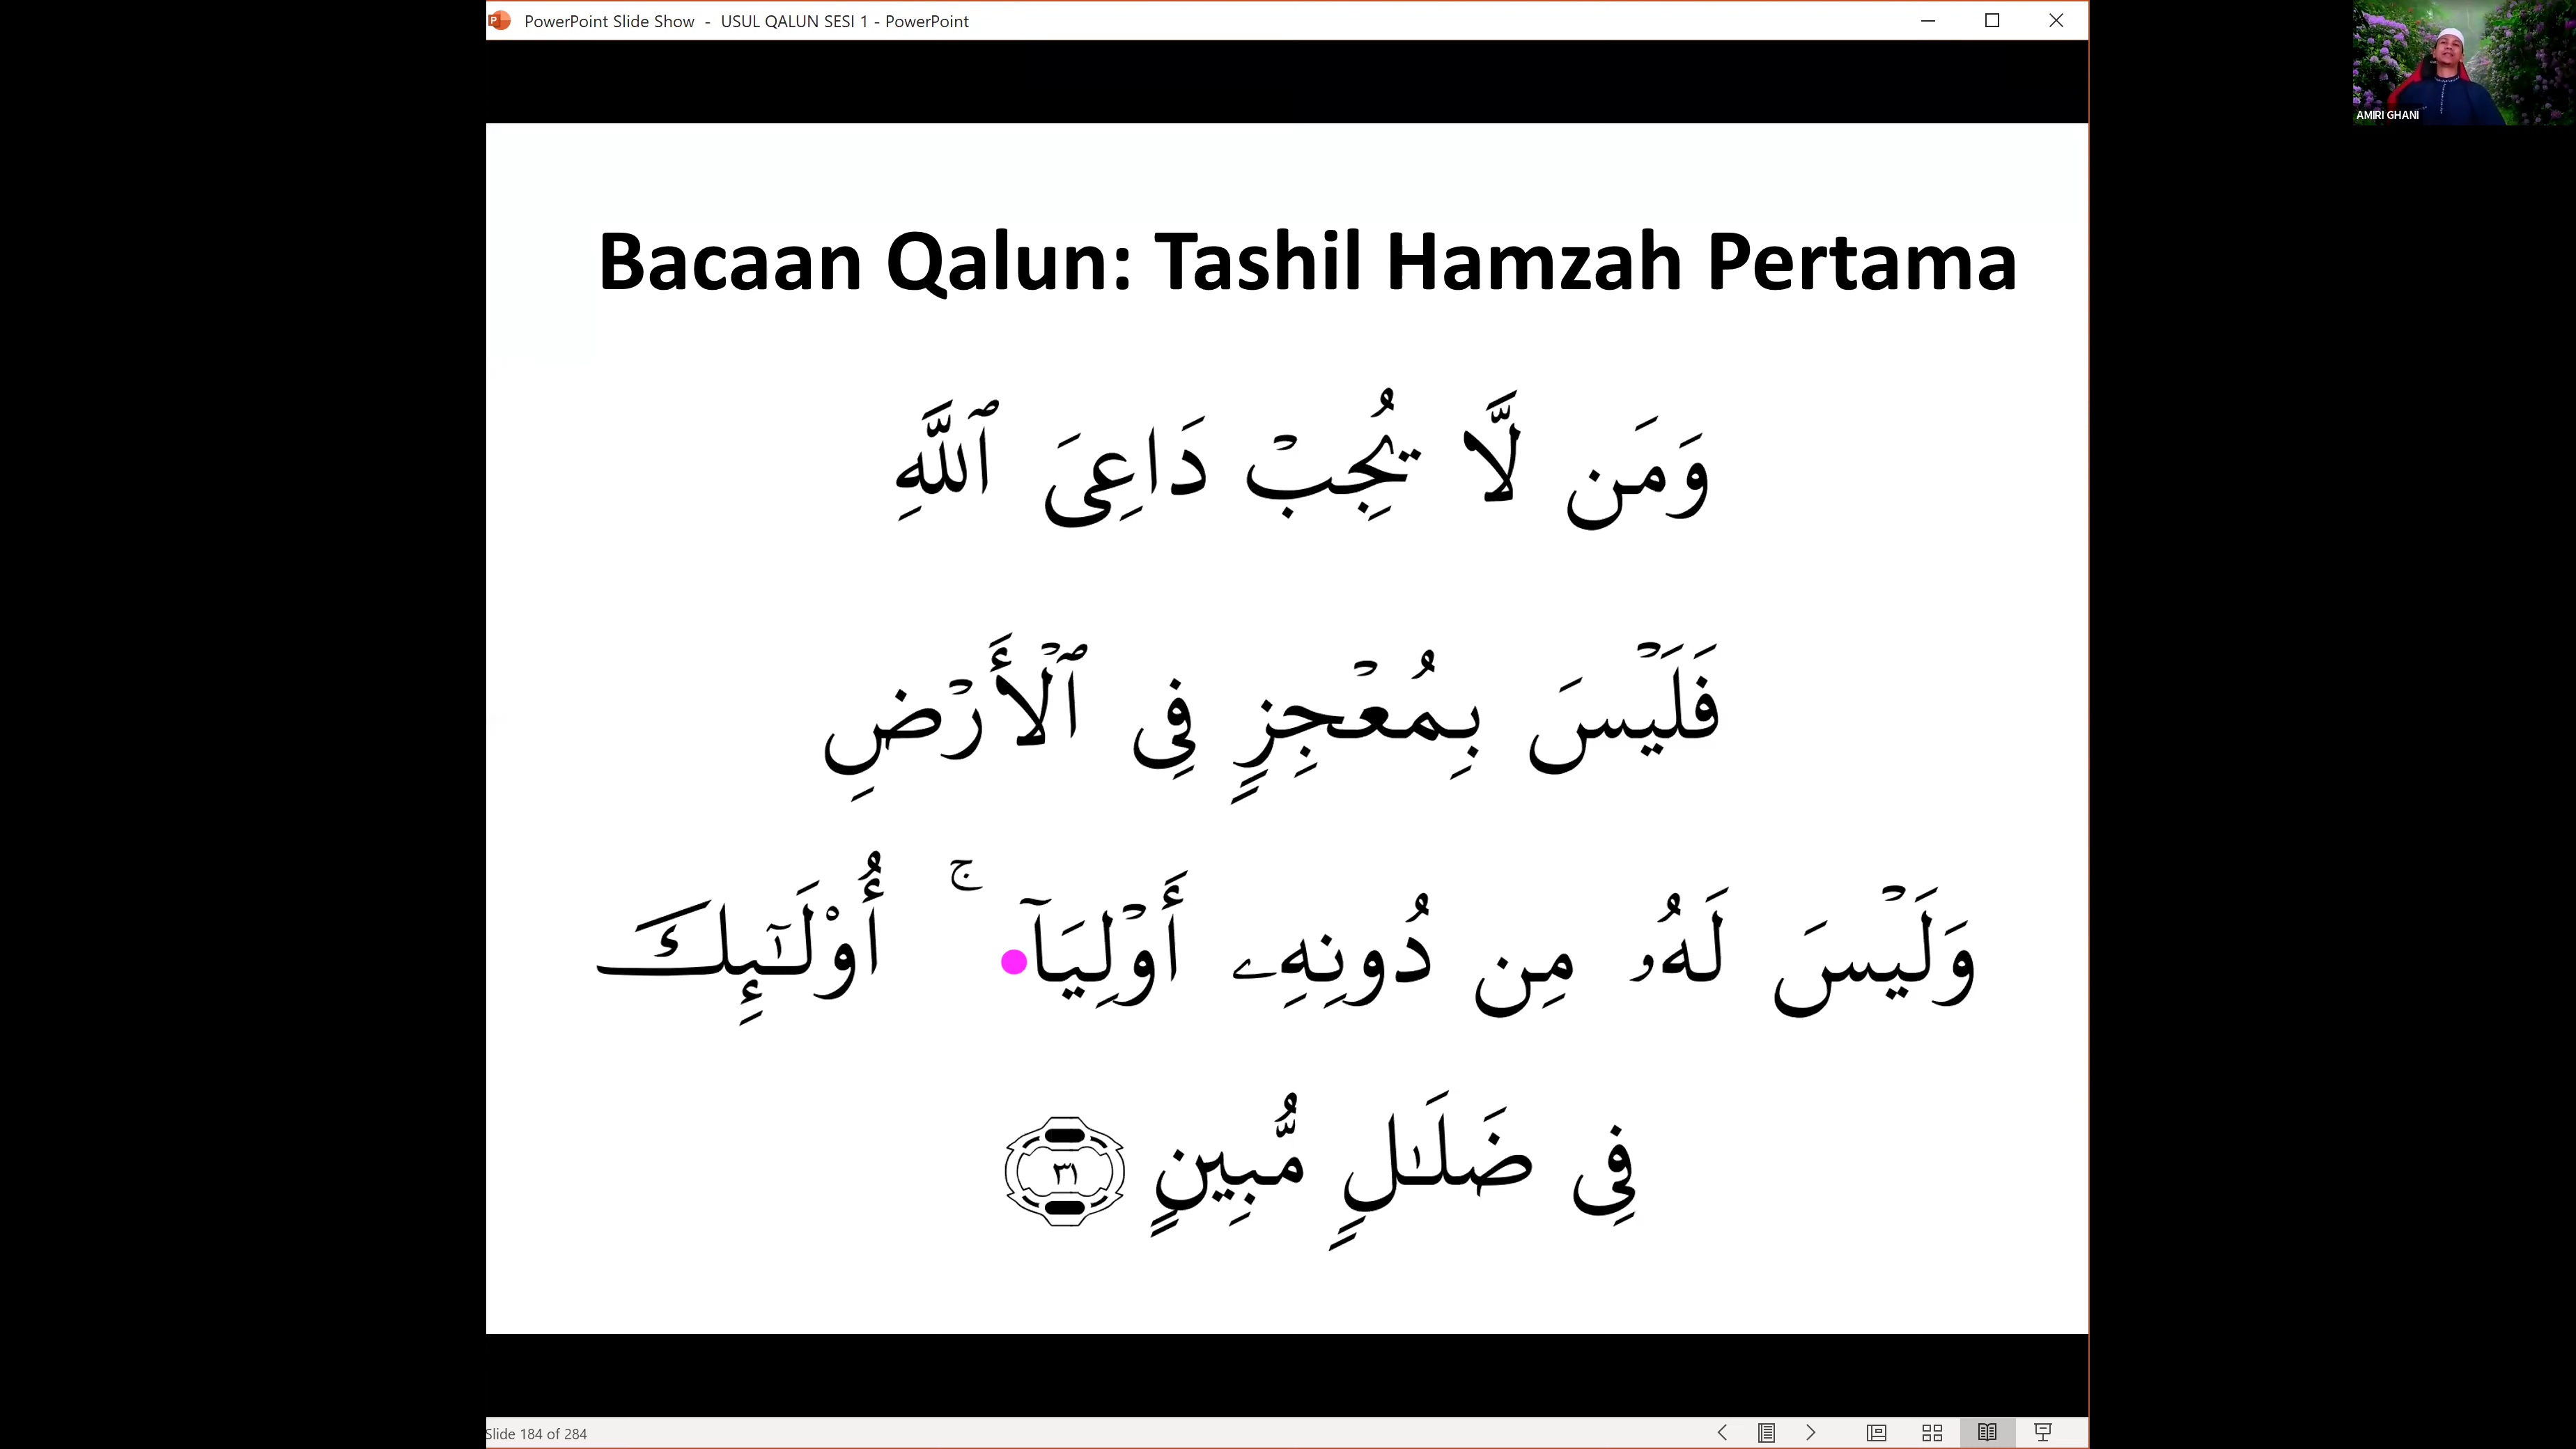 PowerPoint Slide Show - USUL QALUN SESI 1 - PowerPoint
AMIRI GHANI
Bacaan Qalun: Tashil Hamzah Pertama
وَمَن لَّا يُجِبْ دَاعِىَ ٱللَّهِ
فَلَيْسَ بِمُعْجِزٍ فِى ٱلْأَرْضِ
وَلَيْسَ لَهُۥ مِن دُونِهِۦ أَوْلِيَآ ۚ أُو۟لَـٰٓئِكَ
فِى ضَلَـٰلٍ مُّبِينٍ ٣١
Slide 184 of 284